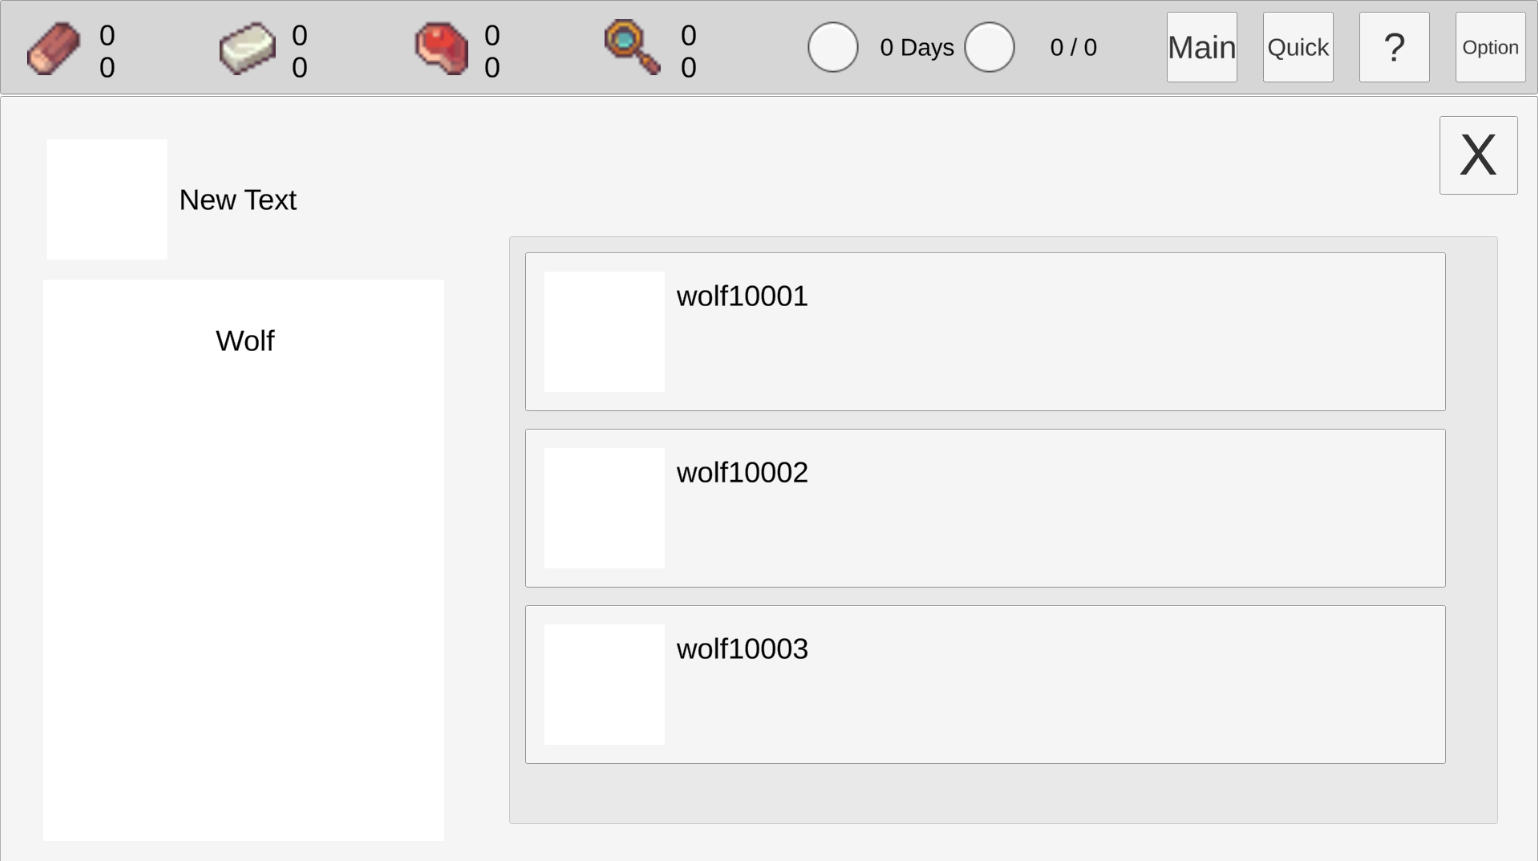 0
0
0
0
0
0
0
0
0 Days
0 / 0
Main
Quick
?
Option
X
New Text
Wolf
wolf10001
wolf10002
wolf10003